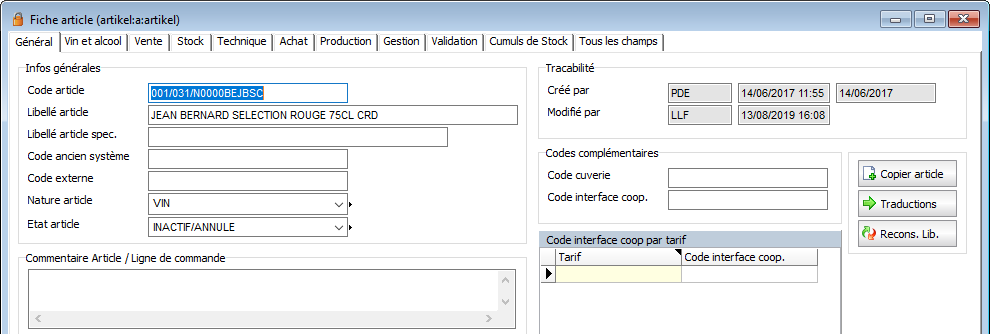 Fiche article (artikel:a:artikel)
Général Vin et alcool Vente Stock Technique Achat Production Gestion Validation Cumuls de Stock Tous les champs
Infos générales
Code article 001/031/N0000BEJBSC
Libellé article JEAN BERNARD SELECTION ROUGE 75CL CRD
Libellé article spec.
Code ancien système
Code externe
Nature article VIN
Etat article INACTIF/ANNULE
Commentaire Article / Ligne de commande
Tracabilité
Créé par PDE 14/06/2017 11:55 14/06/2017
Modifié par LLF 13/08/2019 16:08
Codes complémentaires
Code cuverie
Code interface coop.
Copier article
Traductions
Recons. Lib.
Code interface coop par tarif
Tarif Code interface coop.